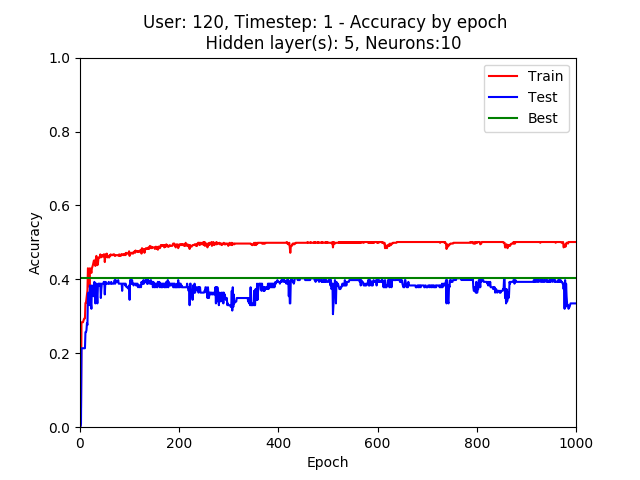 User: 120, Timestep: 1 - Accuracy by epoch
Hidden layer(s): 5, Neurons:10
1.0
0.8
0.6
0.4
0.2
0.0
Accuracy
Train
Test
Best
0 200 400 600 800 1000
Epoch